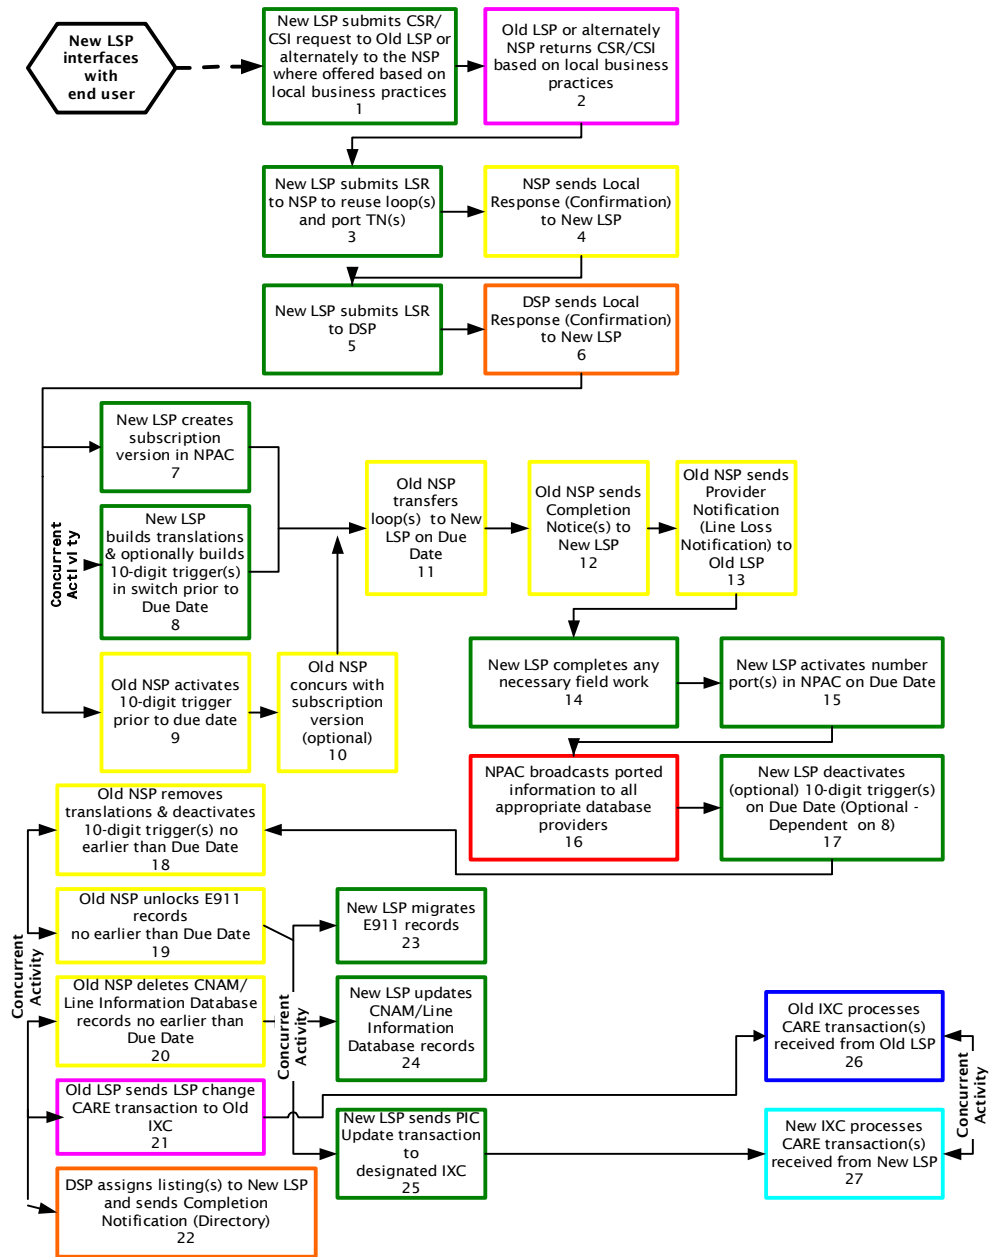 New LSP
interfaces
with
end user
New LSP submits CSR/
CSI request to Old LSP or
alternately to the NSP
where offered based on
local business practices
1
Old LSP or alternately
NSP returns CSR/CSI
based on local business
practices
2
New LSP submits LSR
to NSP to reuse loop(s)
and port TN(s)
3
NSP sends Local
Response (Confirmation)
to New LSP
4
New LSP submits LSR
to DSP
5
DSP sends Local
Response (Confirmation)
to New LSP
6
Concurrent
Activity
New LSP creates
subscription
version in NPAC
7
New LSP
builds translations
& optionally builds
10-digit trigger(s)
in switch prior to
Due Date
8
Old NSP activates
10-digit trigger
prior to due date
9
Old NSP
concurs with
subscription
version
(optional)
10
Old NSP
transfers
loop(s) to New
LSP on Due
Date
11
Old NSP sends
Completion
Notice(s) to
New LSP
12
Old NSP sends
Provider
Notification
(Line Loss
Notification) to
Old LSP
13
New LSP completes any
necessary field work
14
New LSP activates number
port(s) in NPAC on Due Date
15
NPAC broadcasts ported
information to all
appropriate database
providers
16
New LSP deactivates
(optional) 10-digit trigger(s)
on Due Date (Optional -
Dependent on 8)
17
Old NSP removes
translations & deactivates
10-digit trigger(s) no
earlier than Due Date
18
Old NSP unlocks E911
records
no earlier than Due Date
19
Concurrent
Activity
Old NSP deletes CNAM/
Line Information Database
records no earlier than
Due Date
20
Old LSP sends LSP change
CARE transaction to Old
IXC
21
DSP assigns listing(s) to New LSP
and sends Completion
Notification (Directory)
22
Concurrent
Activity
New LSP migrates
E911 records
23
New LSP updates
CNAM/Line
Information
Database records
24
New LSP sends PIC
Update transaction
to
designated IXC
25
Old IXC processes
CARE transaction(s)
received from Old LSP
26
New IXC processes
CARE transaction(s)
received from New LSP
27
Concurrent
Activity